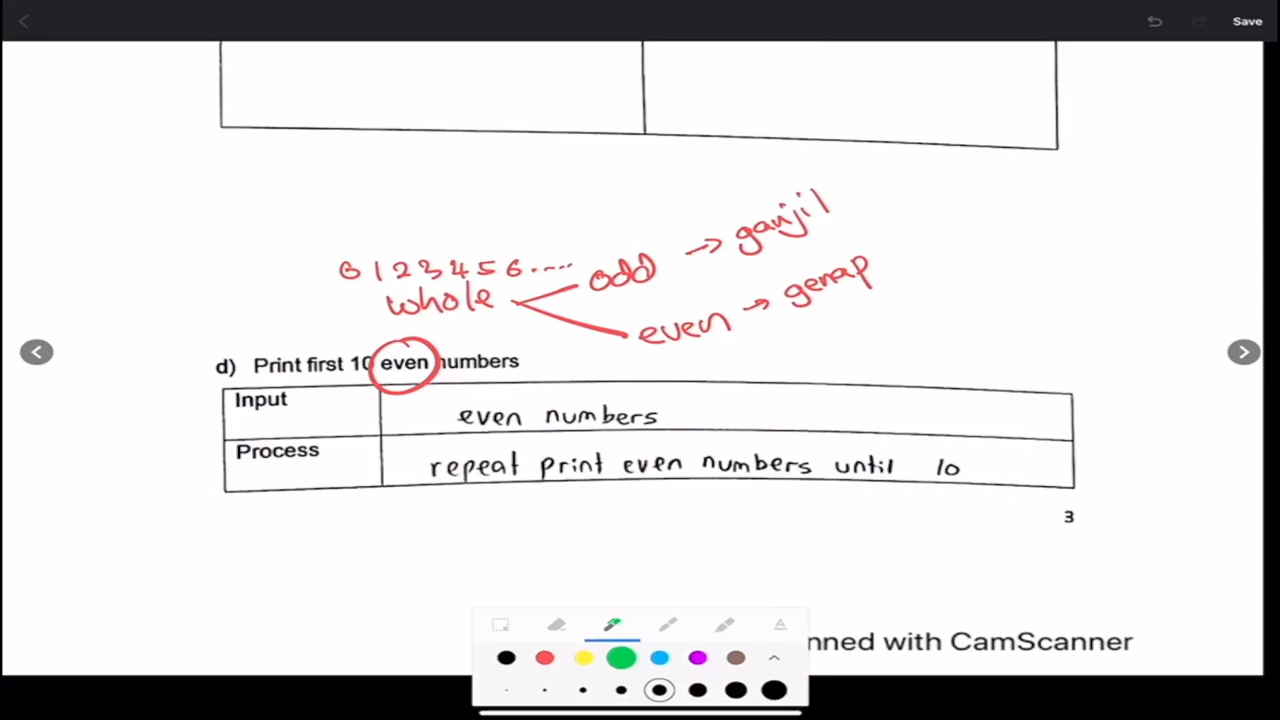 Save
0 1 2 3 4 5 6 .....
whole odd → ganjil
even → genap
d) Print first 10 even numbers
Input even numbers
Process repeat print even numbers until 10
3
nned with CamScanner
A